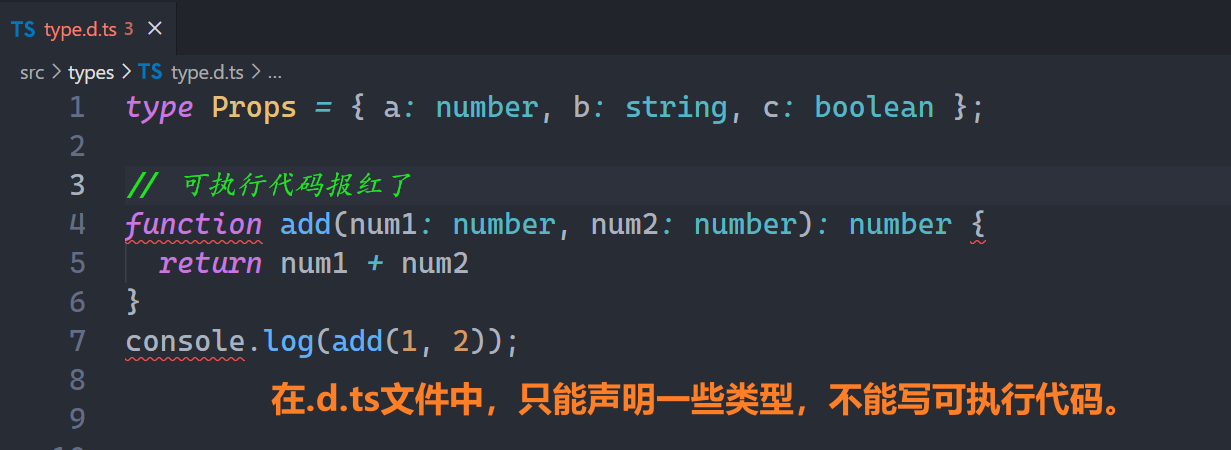 TS type.d.ts 3 ×
src > types > TS type.d.ts > ...
1 type Props = { a: number, b: string, c: boolean };
2
3 // 可执行代码报红了
4 function add(num1: number, num2: number): number {
5   return num1 + num2
6 }
7 console.log(add(1, 2));
8
在.d.ts文件中，只能声明一些类型，不能写可执行代码。
9